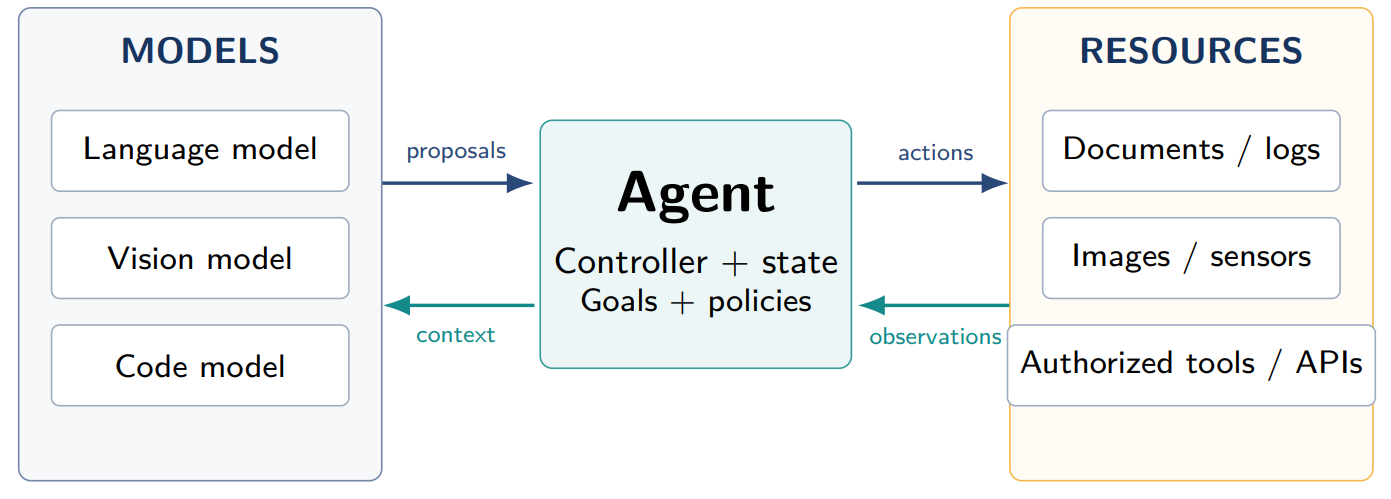 MODELS
Language model
Vision model
Code model
proposals
context
Agent
Controller + state
Goals + policies
actions
observations
RESOURCES
Documents / logs
Images / sensors
Authorized tools / APIs